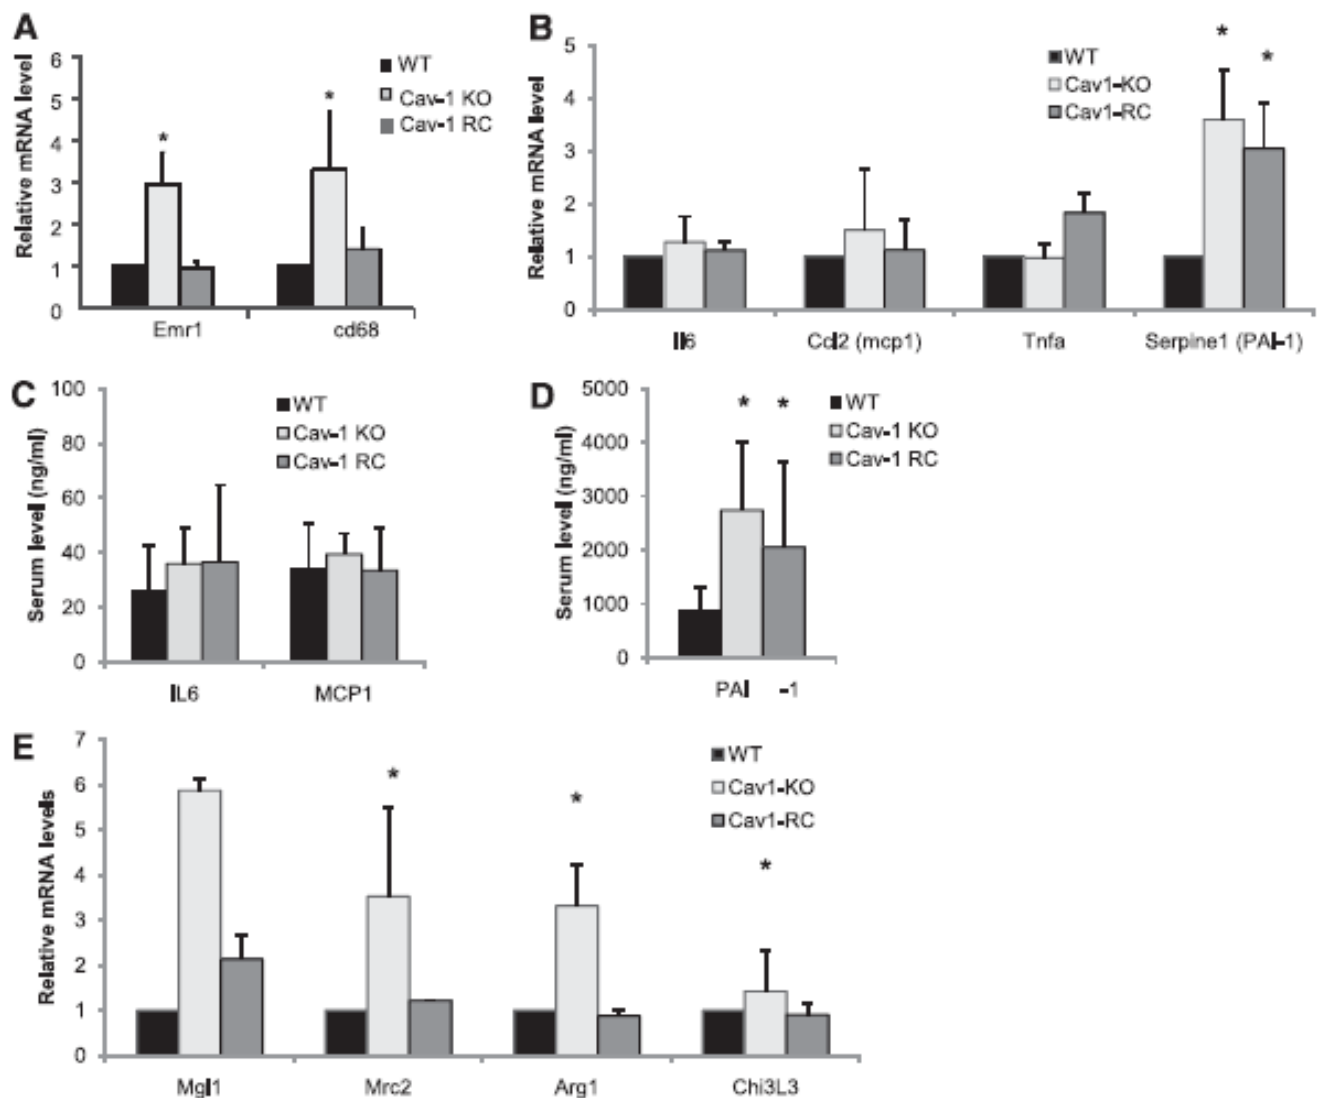 A
Relative mRNA level
6
5
4
3
2
1
0
*
*
WT
Cav-1 KO
Cav-1 RC
Emr1
cd68
B
Relative mRNA level
5
4
3
2
1
0
WT
Cav1-KO
Cav1-RC
*
*
Il6
Ccl2 (mcp1)
Tnfa
Serpine1 (PAI-1)
C
Serum level (ng/ml)
100
80
60
40
20
0
WT
Cav-1 KO
Cav-1 RC
IL6
MCP1
D
Serum level (ng/ml)
5000
4000
3000
2000
1000
0
* *
WT
Cav-1 KO
Cav-1 RC
PAI -1
E
Relative mRNA levels
7
6
5
4
3
2
1
0
*
*
*
WT
Cav1-KO
Cav1-RC
Mgl1
Mrc2
Arg1
Chi3L3